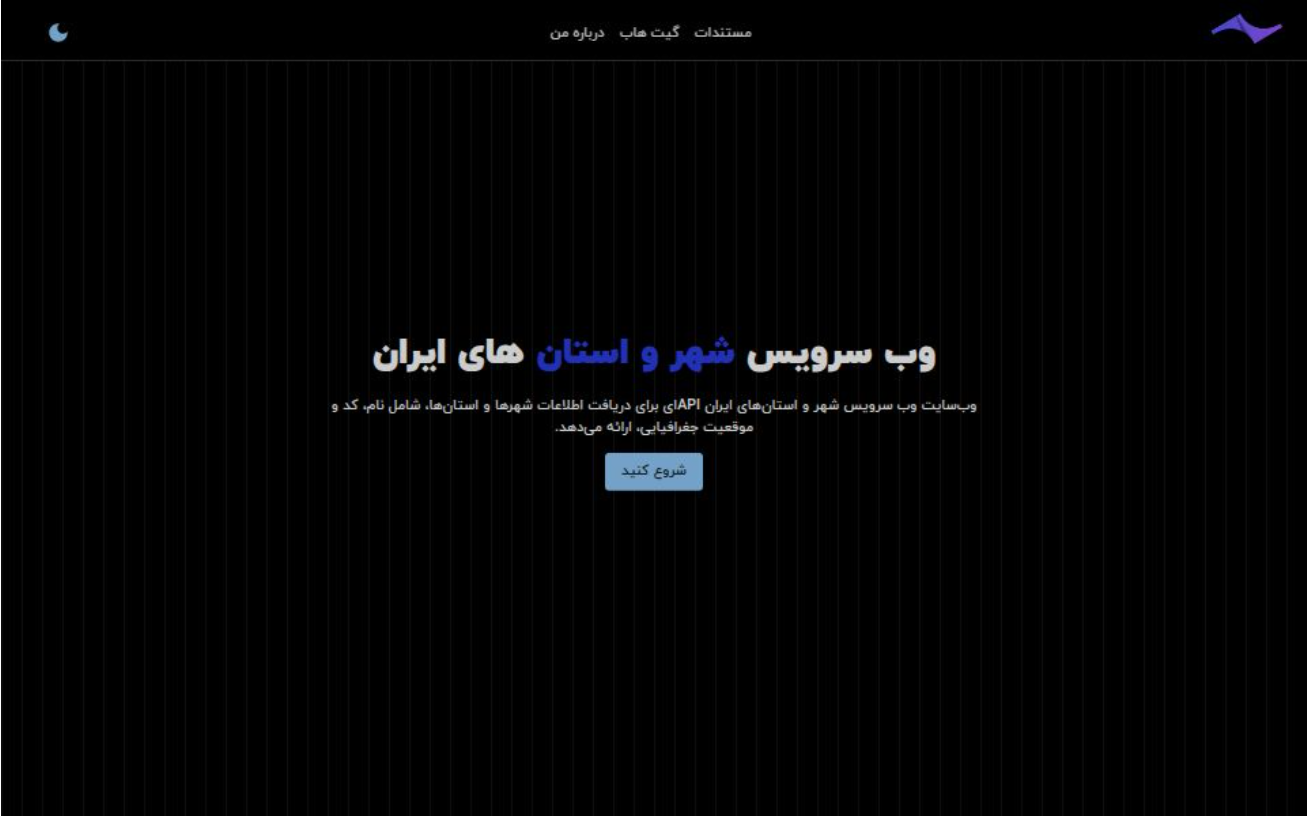 مستندات گیت هاب درباره من
وب سرویس شهر و استان های ایران
وب‌سایت وب سرویس شهر و استان‌های ایران APIای برای دریافت اطلاعات شهرها و استان‌ها، شامل نام، کد و
موقعیت جغرافیایی، ارائه می‌دهد.
شروع کنید